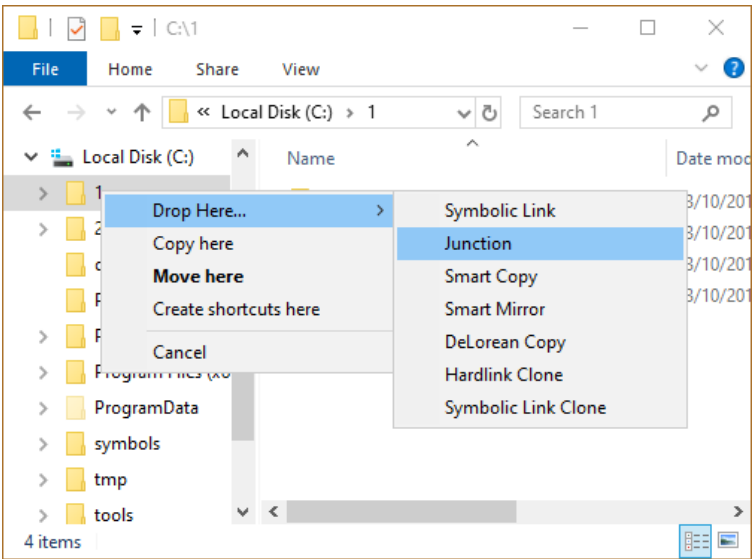 C:\1
File Home Share View
« Local Disk (C:) > 1 Search 1
Local Disk (C:) Name Date mod
1
Drop Here... Symbolic Link 3/10/201
2 Copy here Junction 3/10/201
Move here Smart Copy 3/10/201
Create shortcuts here Smart Mirror 3/10/201
Cancel DeLorean Copy
Program Files (x8 Hardlink Clone
ProgramData Symbolic Link Clone
symbols
tmp
tools
4 items